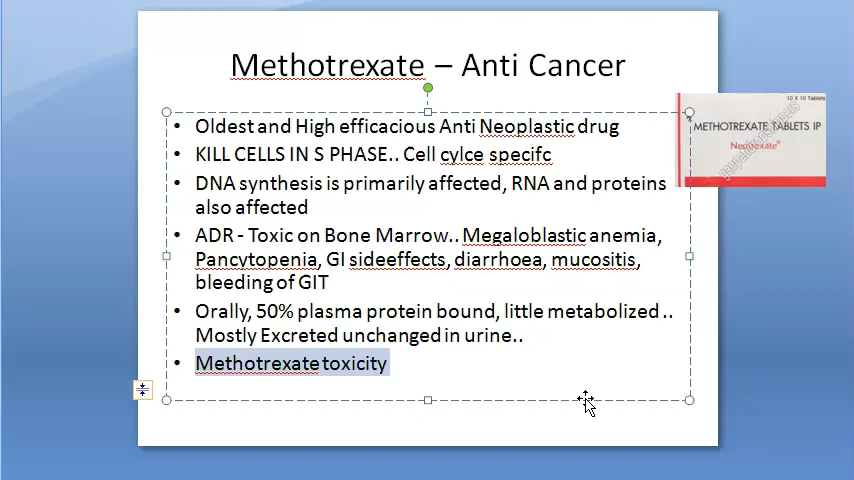 Methotrexate – Anti Cancer
• Oldest and High efficacious Anti Neoplastic drug
• KILL CELLS IN S PHASE.. Cell cylce specifc
• DNA synthesis is primarily affected, RNA and proteins
also affected
• ADR - Toxic on Bone Marrow.. Megaloblastic anemia,
Pancytopenia, GI sideeffects, diarrhoea, mucositis,
bleeding of GIT
• Orally, 50% plasma protein bound, little metabolized ..
Mostly Excreted unchanged in urine..
• Methotrexate toxicity
10 X 10 Tablets
METHOTREXATE TABLETS IP
Neotrexate®